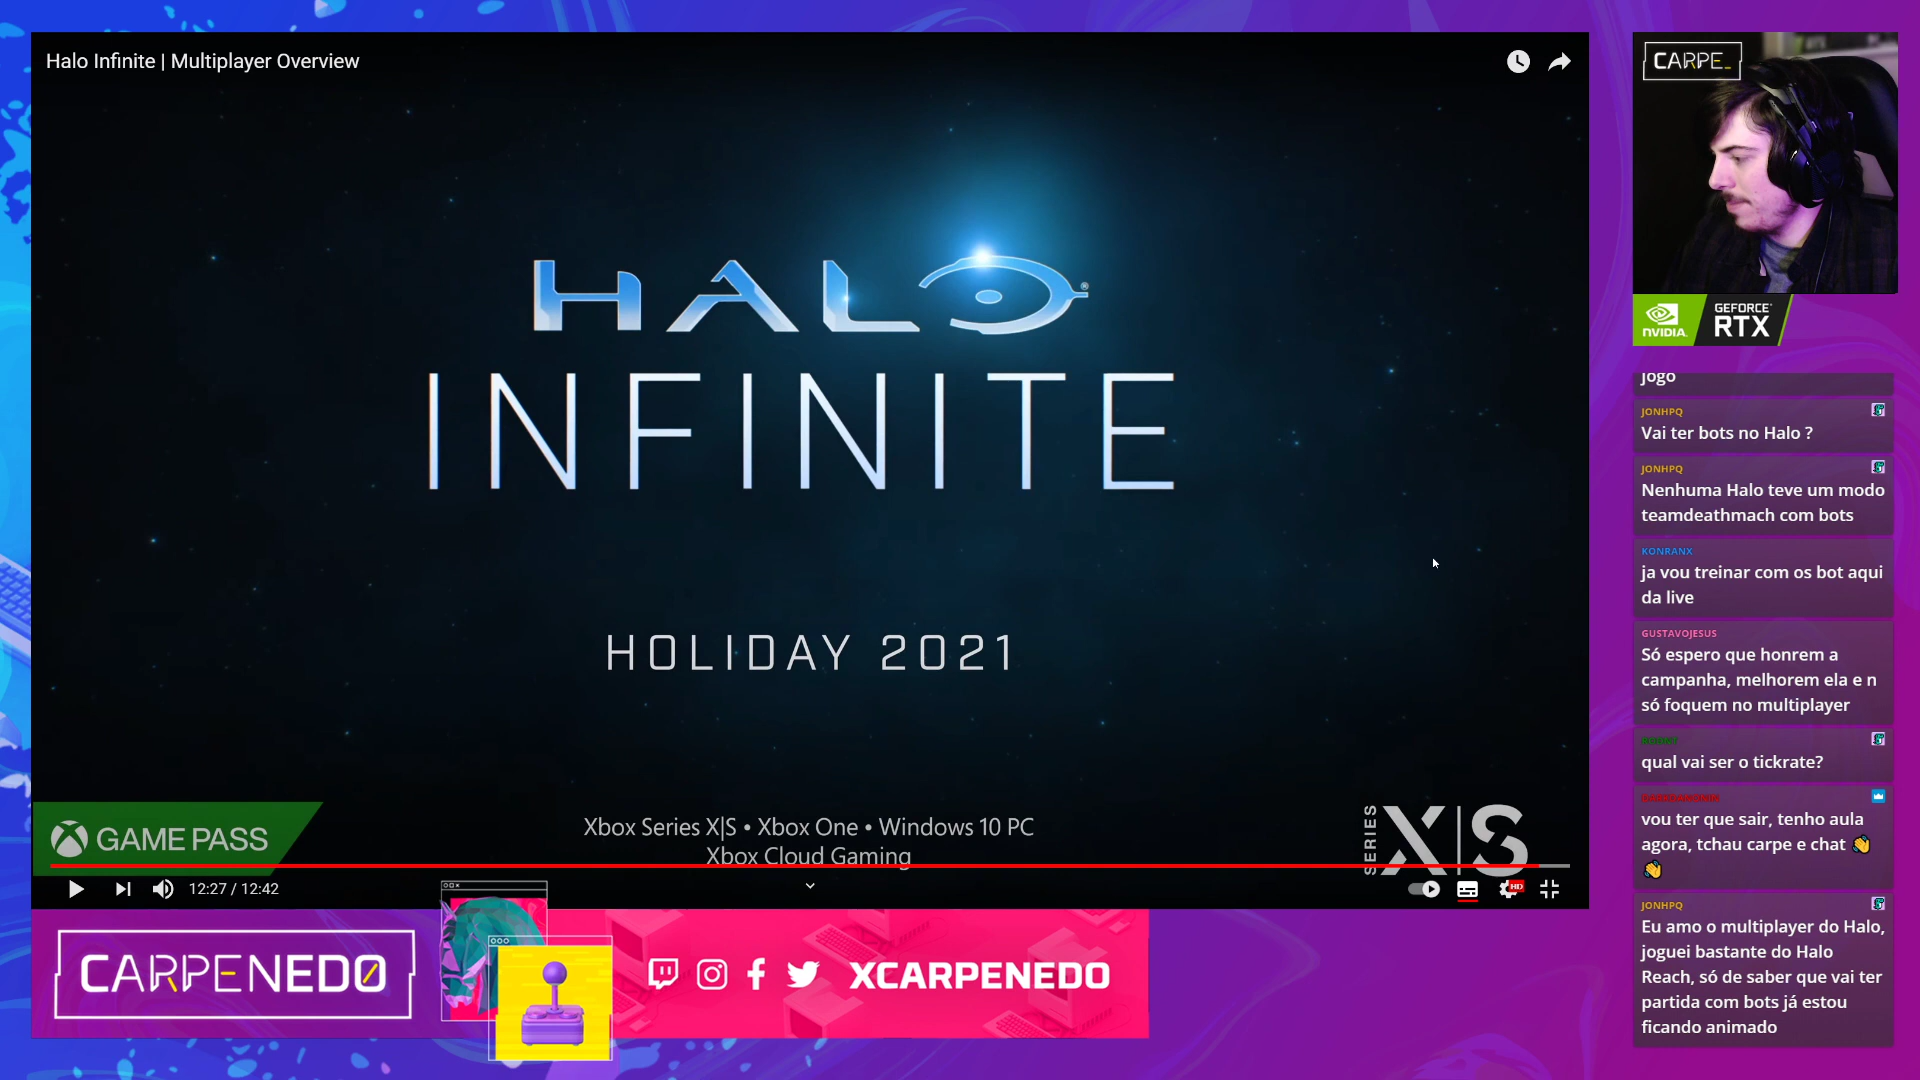 Halo Infinite | Multiplayer Overview
HALO
INFINITE
HOLIDAY 2021
GAME PASS
Xbox Series X|S • Xbox One • Windows 10 PC
Xbox Cloud Gaming
SERIES X|S
12:27 / 12:42
HD
CARPENEDO
XCARPENEDO
CARPE_
NVIDIA.
GEFORCE
RTX
Jogo
JONHPQ
Vai ter bots no Halo ?
JONHPQ
Nenhuma Halo teve um modo
teamdeathmach com bots
KONRANX
ja vou treinar com os bot aqui
da live
GUSTAVOJESUS
Só espero que honrem a
campanha, melhorem ela e n
só foquem no multiplayer
qual vai ser o tickrate?
vou ter que sair, tenho aula
agora, tchau carpe e chat 👏
👏
JONHPQ
Eu amo o multiplayer do Halo,
joguei bastante do Halo
Reach, só de saber que vai ter
partida com bots já estou
ficando animado